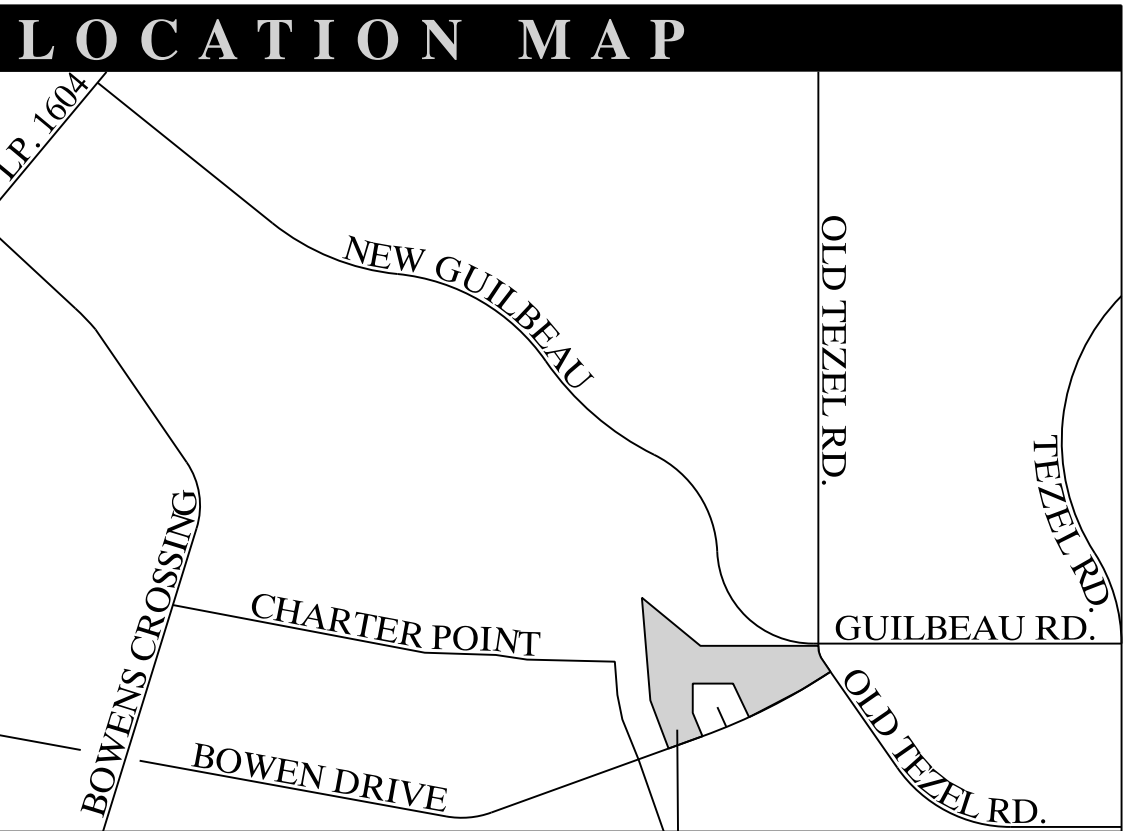 LOCATION MAP
LP. 1604
NEW GUILBEAU
OLD TEZEL RD.
TEZEL RD.
BOWENS CROSSING
CHARTER POINT
GUILBEAU RD.
OLD TEZEL RD.
BOWEN DRIVE